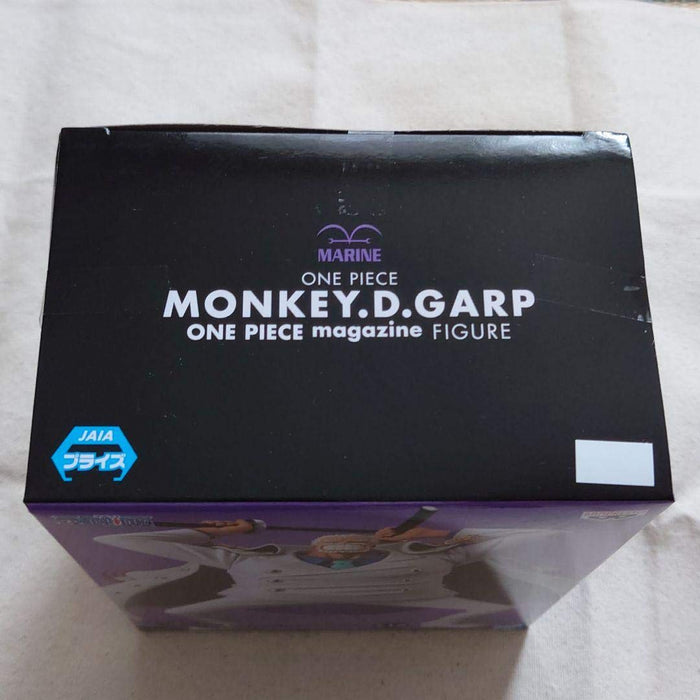 MARINE
ONE PIECE
MONKEY.D.GARP
ONE PIECE magazine FIGURE
JAIA
プライズ